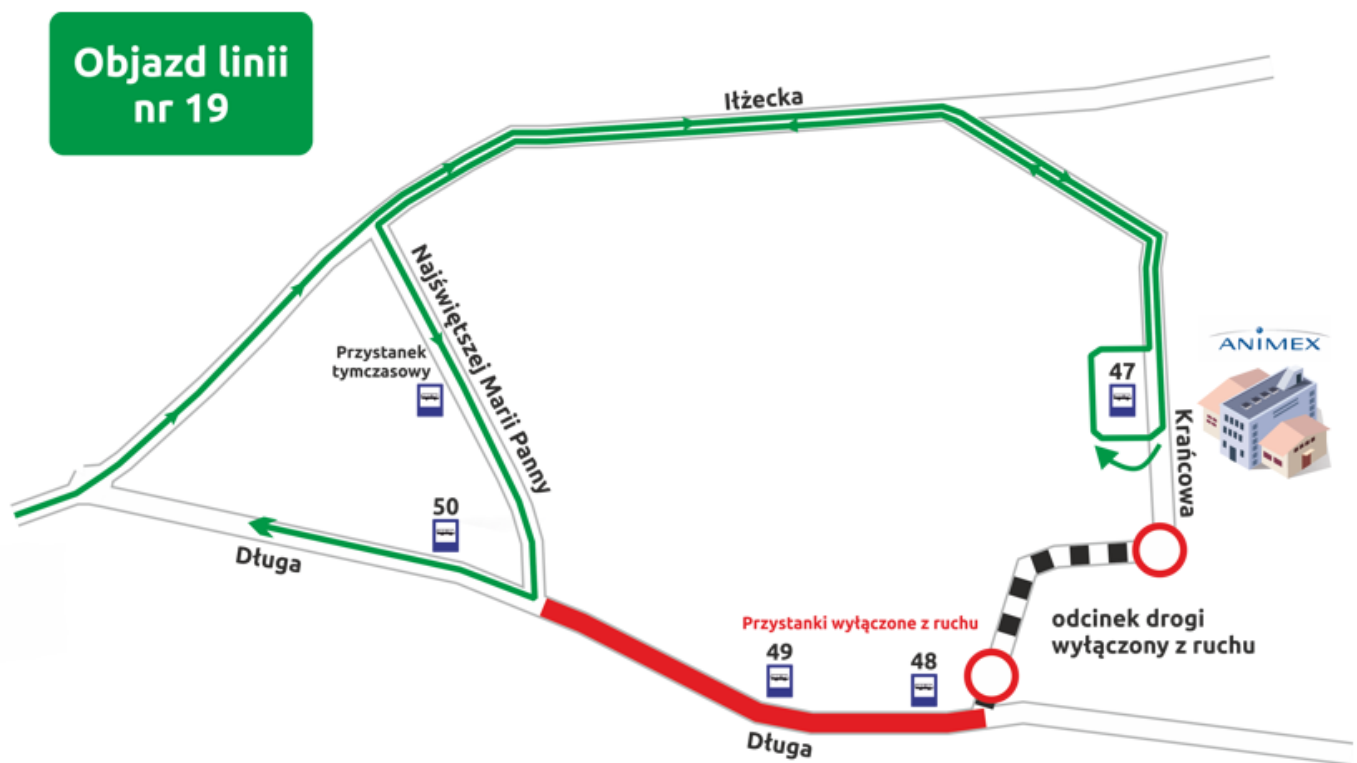 Objazd linii
nr 19
Iłżecka
Najświętszej Marii Panny
Przystanek
tymczasowy
ANIMEX
47
Krańcowa
50
Długa
Przystanki wyłączone z ruchu
odcinek drogi
wyłączony z ruchu
49
48
Długa